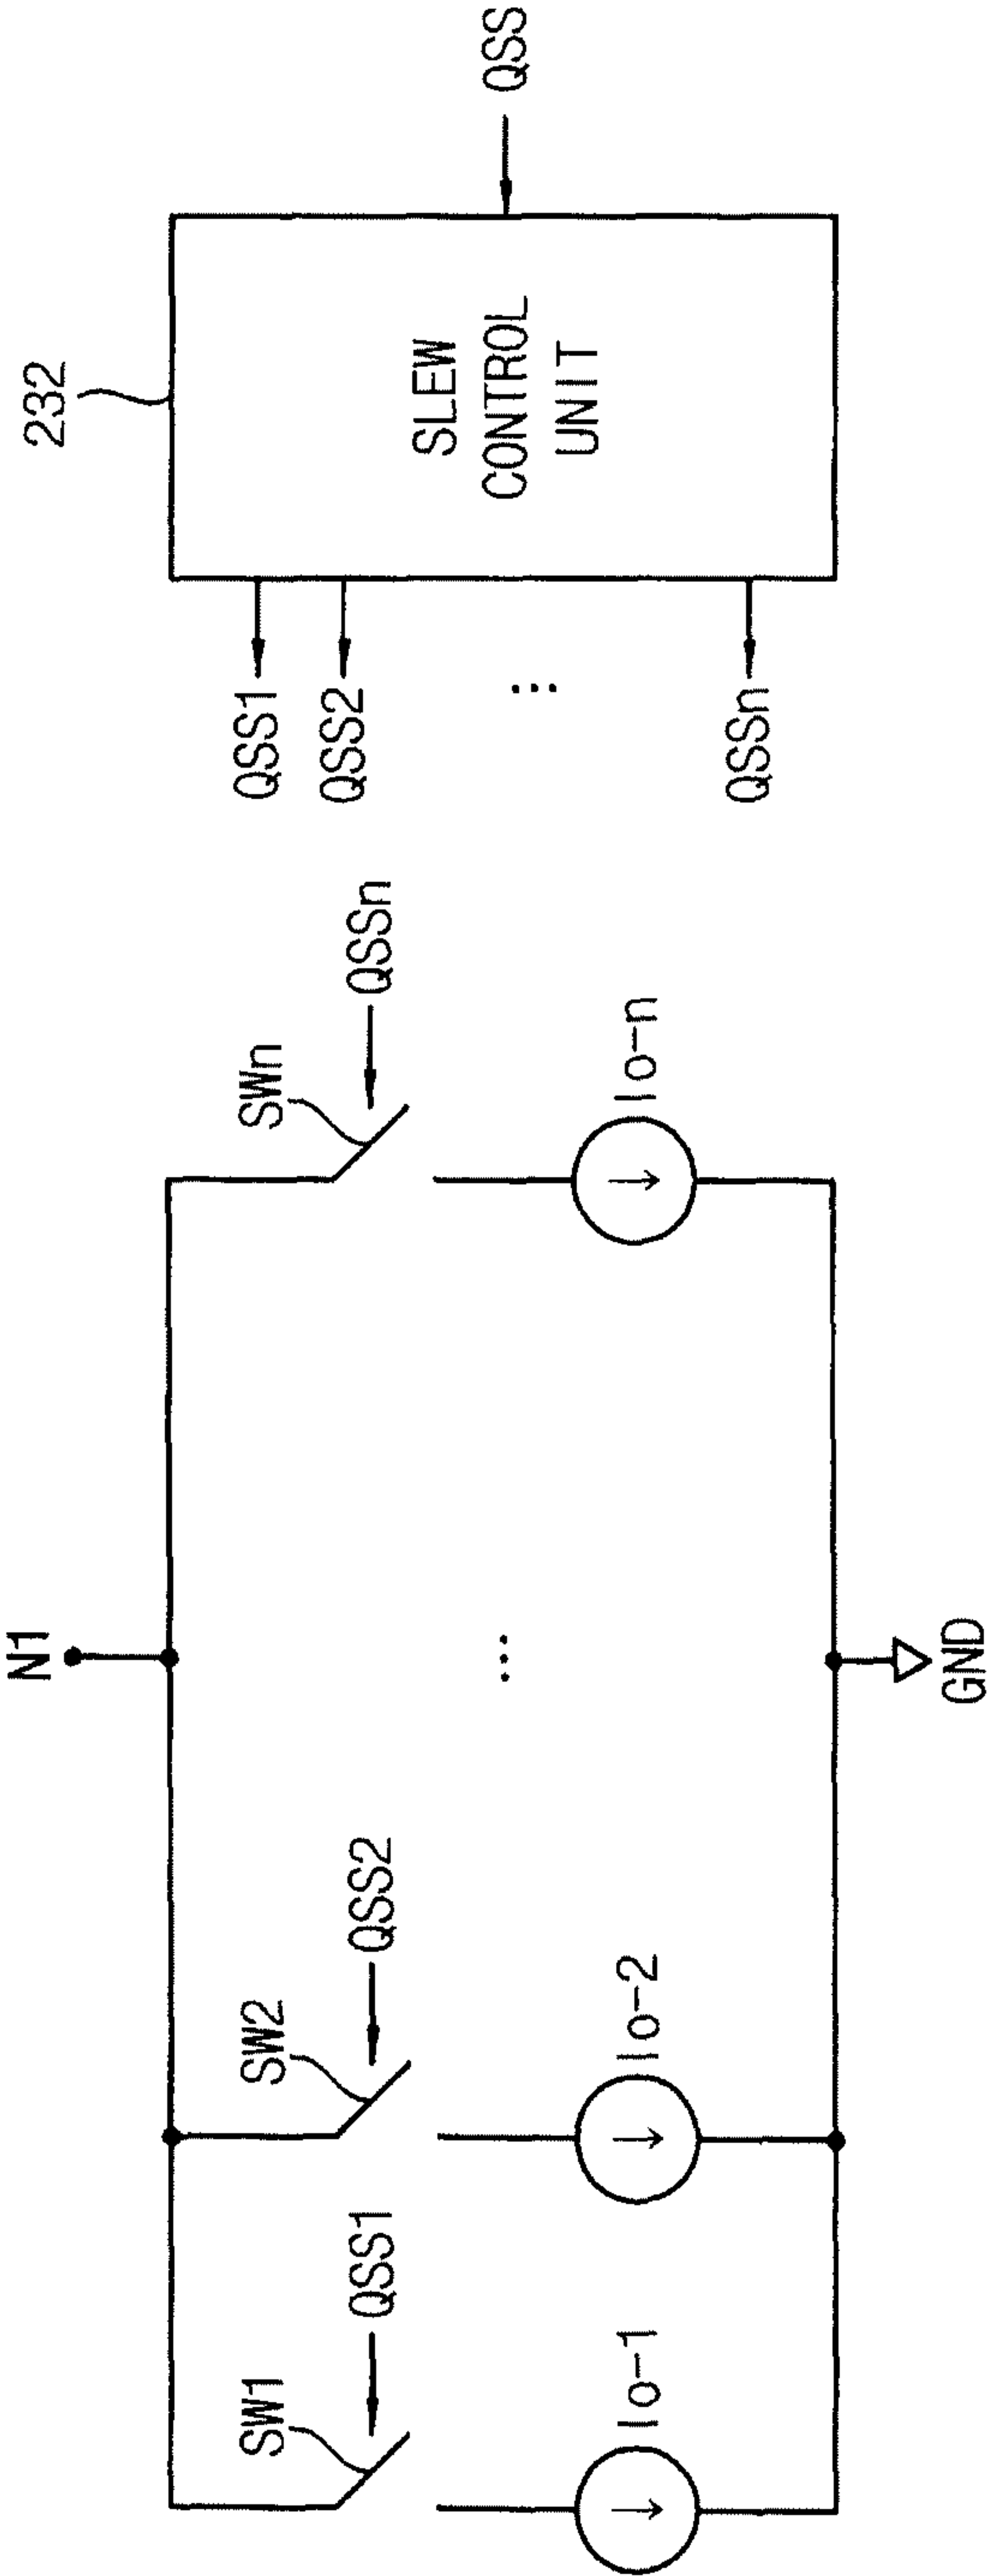 N1
SW1
QSS1
SW2
QSS2
...
SWn
QSSn
Io-1
Io-2
Io-n
GND
232
QSS1
QSS2
...
QSSn
SLEW
CONTROL
UNIT
QSS